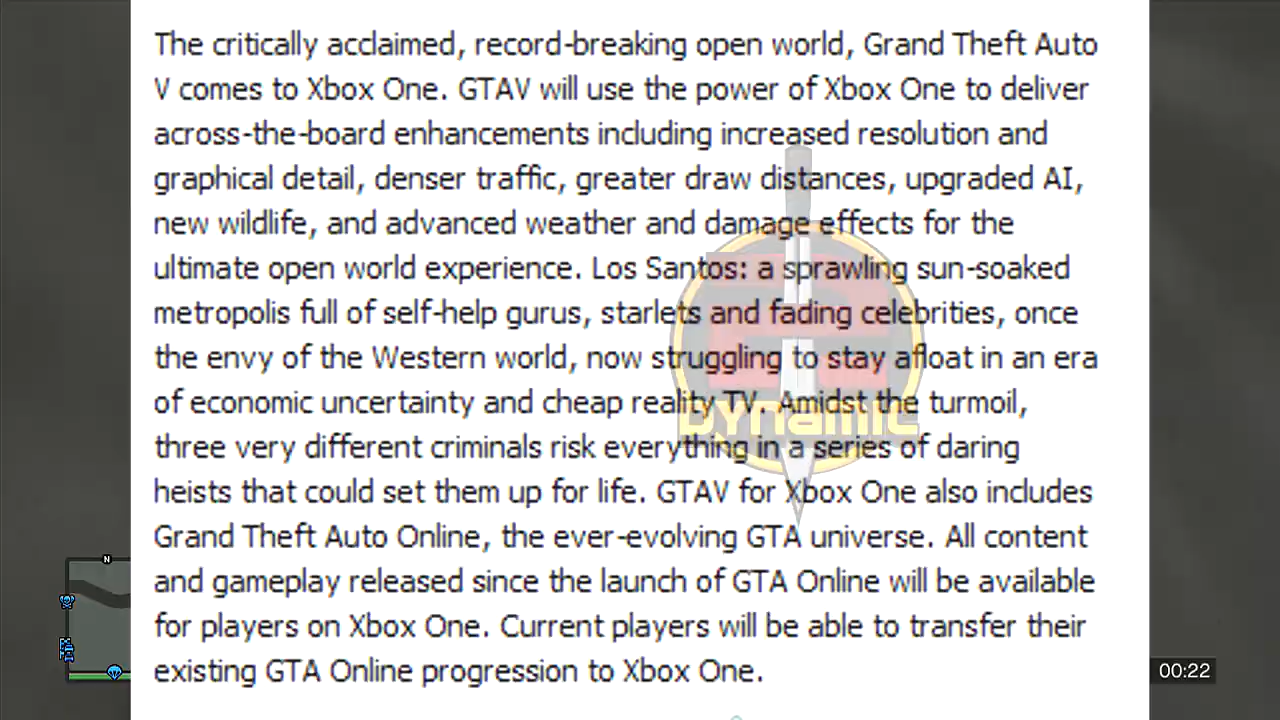 The critically acclaimed, record-breaking open world, Grand Theft Auto
V comes to Xbox One. GTAV will use the power of Xbox One to deliver
across-the-board enhancements including increased resolution and
graphical detail, denser traffic, greater draw distances, upgraded AI,
new wildlife, and advanced weather and damage effects for the
ultimate open world experience. Los Santos: a sprawling sun-soaked
metropolis full of self-help gurus, starlets and fading celebrities, once
the envy of the Western world, now struggling to stay afloat in an era
of economic uncertainty and cheap reality TV. Amidst the turmoil,
three very different criminals risk everything in a series of daring
heists that could set them up for life. GTAV for Xbox One also includes
Grand Theft Auto Online, the ever-evolving GTA universe. All content
and gameplay released since the launch of GTA Online will be available
for players on Xbox One. Current players will be able to transfer their
existing GTA Online progression to Xbox One.
DYNAMIC
N
00:22